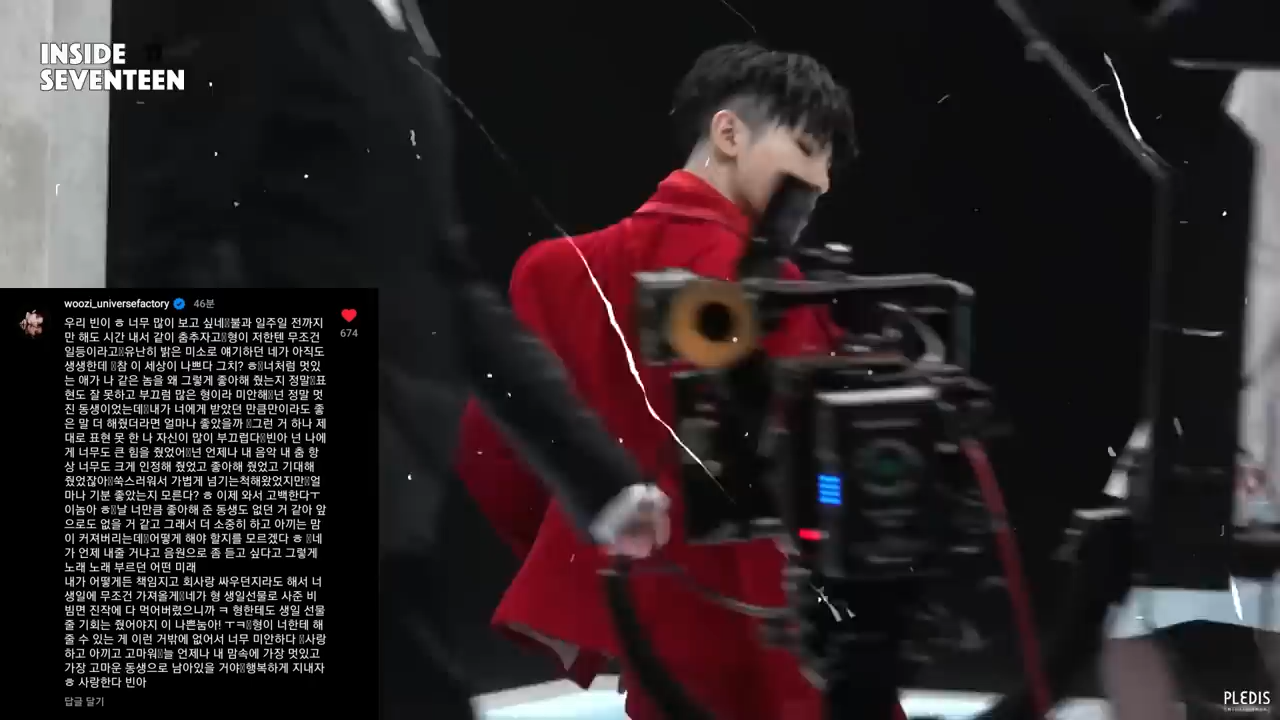 INSIDE
SEVENTEEN
woozi_universefactory 46분
우리 빈이 ㅎ 너무 많이 보고 싶네 불과 일주일 전까지
만 해도 시간 내서 같이 춤추자고 형이 저한텐 무조건
일등이라고 유난히 밝은 미소로 얘기하던 네가 아직도
생생한데 참 이 세상이 나쁘다 그치? ㅎ 너처럼 멋있
는 애가 나 같은 놈을 왜 그렇게 좋아해 줬는지 정말 표
현도 잘 못하고 부끄럼 많은 형이라 미안해 넌 정말 멋
진 동생이었는데 내가 너에게 받았던 만큼만이라도 좋
은 말 더 해줬더라면 얼마나 좋았을까 그런 거 하나 제
대로 표현 못 한 나 자신이 많이 부끄럽다 빈아 넌 나에
게 너무도 큰 힘을 줬었어 넌 언제나 내 음악 내 춤 항
상 너무도 크게 인정해 줬었고 좋아해 줬었고 기대해
줬었잖아 쑥스러워서 가볍게 넘기는척해왔었지만 얼
마나 기분 좋았는지 모른다? ㅎ 이제 와서 고백한다ㅜ
이놈아 ㅎ 날 너만큼 좋아해 준 동생도 없던 거 같아 앞
으로도 없을 거 같고 그래서 더 소중히 하고 아끼는 맘
이 커져버리는데 어떻게 해야 할지를 모르겠다 ㅎ 네
가 언제 내줄 거냐고 음원으로 좀 듣고 싶다고 그렇게
노래 노래 부르던 어떤 미래
내가 어떻게든 책임지고 회사랑 싸우던지라도 해서 너
생일에 무조건 가져올게 네가 형 생일선물로 사준 비
빔면 진작에 다 먹어버렸으니까 ㅋ 형한테도 생일 선물
줄 기회는 줬어야지 이 나쁜눔아! ㅜㅋ 형이 너한테 해
줄 수 있는 게 이런 거밖에 없어서 너무 미안하다 사랑
하고 아끼고 고마워 늘 언제나 내 맘속에 가장 멋있고
가장 고마운 동생으로 남아있을 거야 행복하게 지내자
ㅎ 사랑한다 빈아
답글 달기
674
PLEDIS